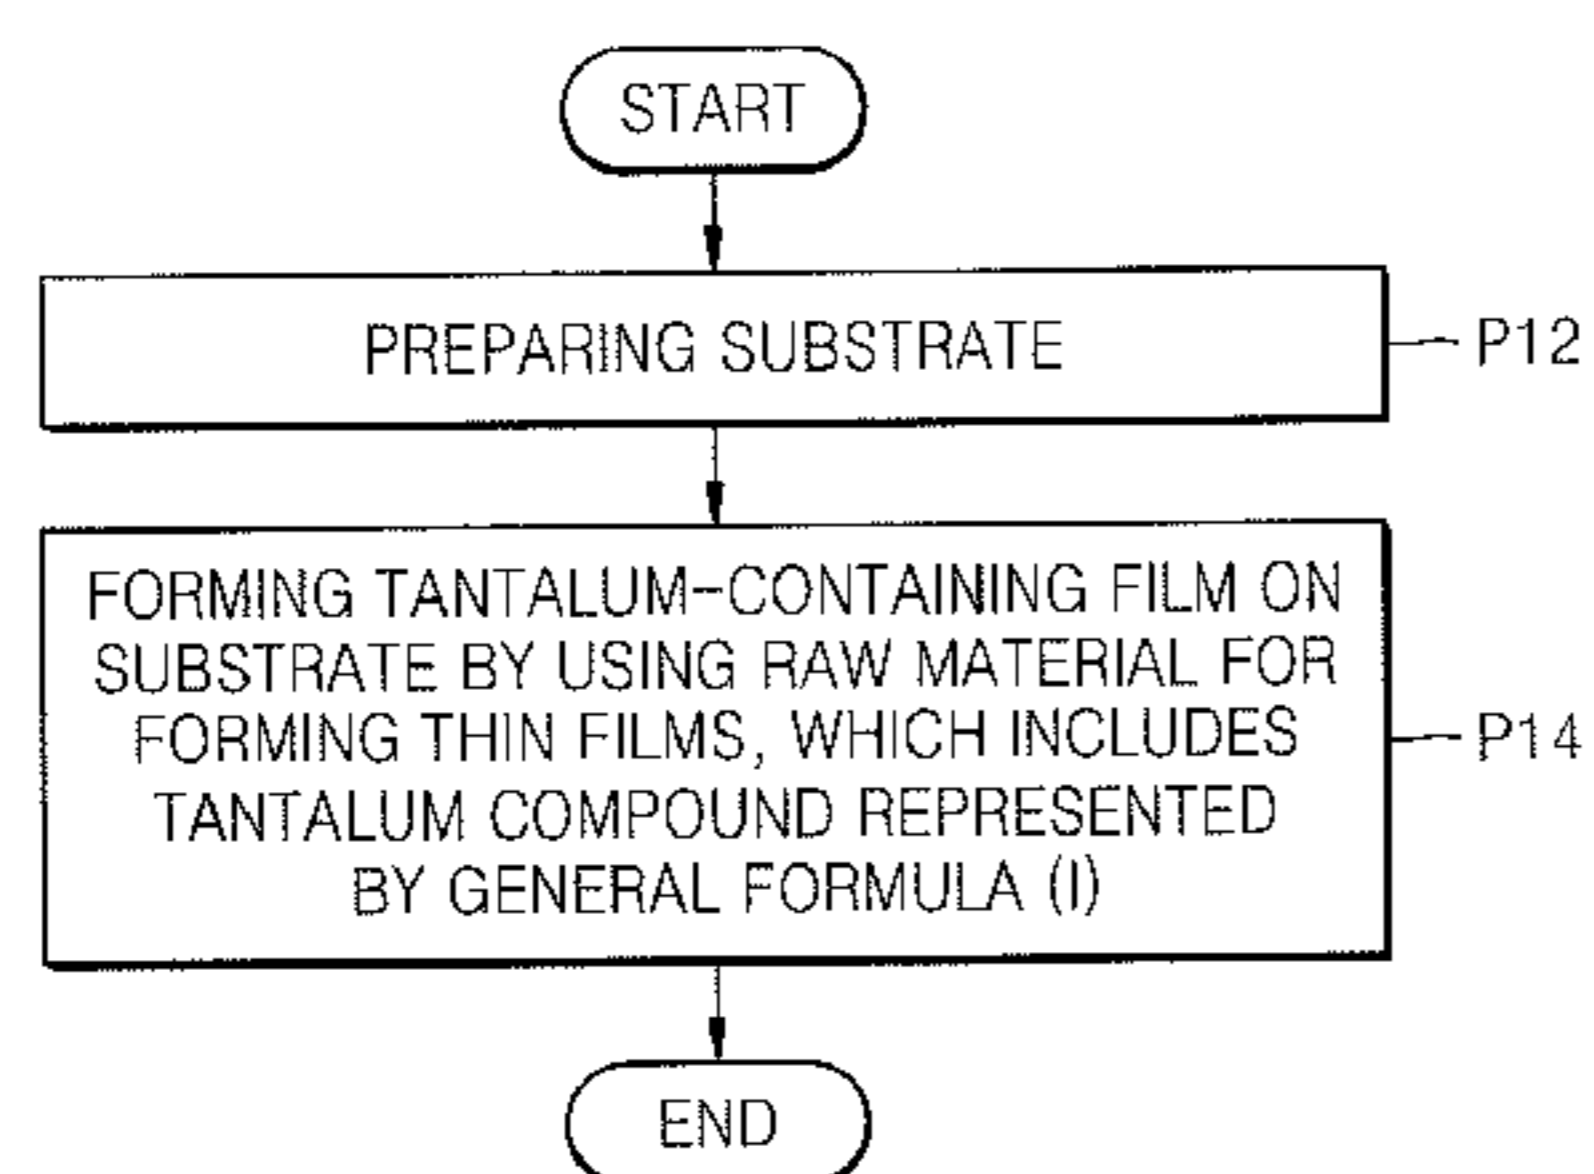 START
PREPARING SUBSTRATE
P12
FORMING TANTALUM-CONTAINING FILM ON
SUBSTRATE BY USING RAW MATERIAL FOR
FORMING THIN FILMS, WHICH INCLUDES
TANTALUM COMPOUND REPRESENTED
BY GENERAL FORMULA (I)
P14
END